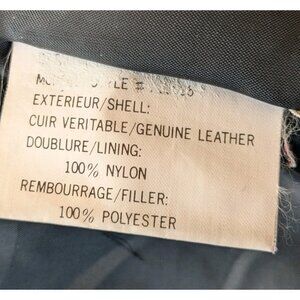 EXTERIEUR/SHELL:
CUIR VERITABLE/GENUINE LEATHER
DOUBLURE/LINING:
100% NYLON
REMBOURRAGE/FILLER:
100% POLYESTER